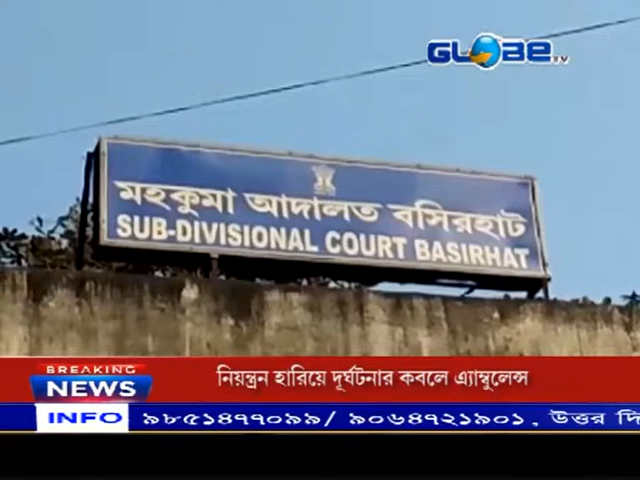 GLOBE TV
মহকুমা আদালত বসিরহাট
SUB-DIVISIONAL COURT BASIRHAT
BREAKING
NEWS
নিয়ন্ত্রন হারিয়ে দূর্ঘটনার কবলে এ্যাম্বুলেন্স
INFO
৯৮৫১৪৭৭০৯৯/ ৯০৬৪৭২১৯০১, উত্তর দি